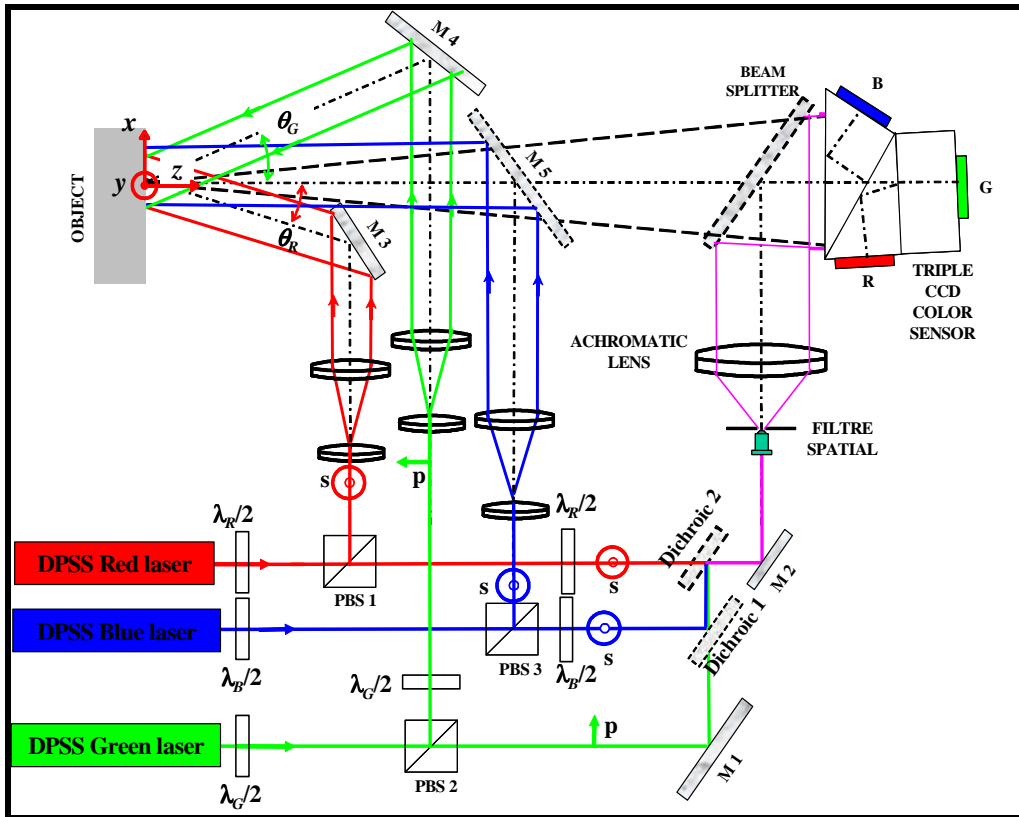 M 4
BEAM
SPLITTER
B
x
θG
M 5
OBJECT
y
z
G
θR
M 3
R
TRIPLE
CCD
COLOR
SENSOR
ACHROMATIC
LENS
FILTRE
SPATIAL
s
p
λR/2
λR/2
Dichroic 2
DPSS Red laser
PBS 1
s
M 2
s
DPSS Blue laser
s
Dichroic 1
λB/2
PBS 3
λB/2
λG/2
DPSS Green laser
p
PBS 2
M 1
λG/2